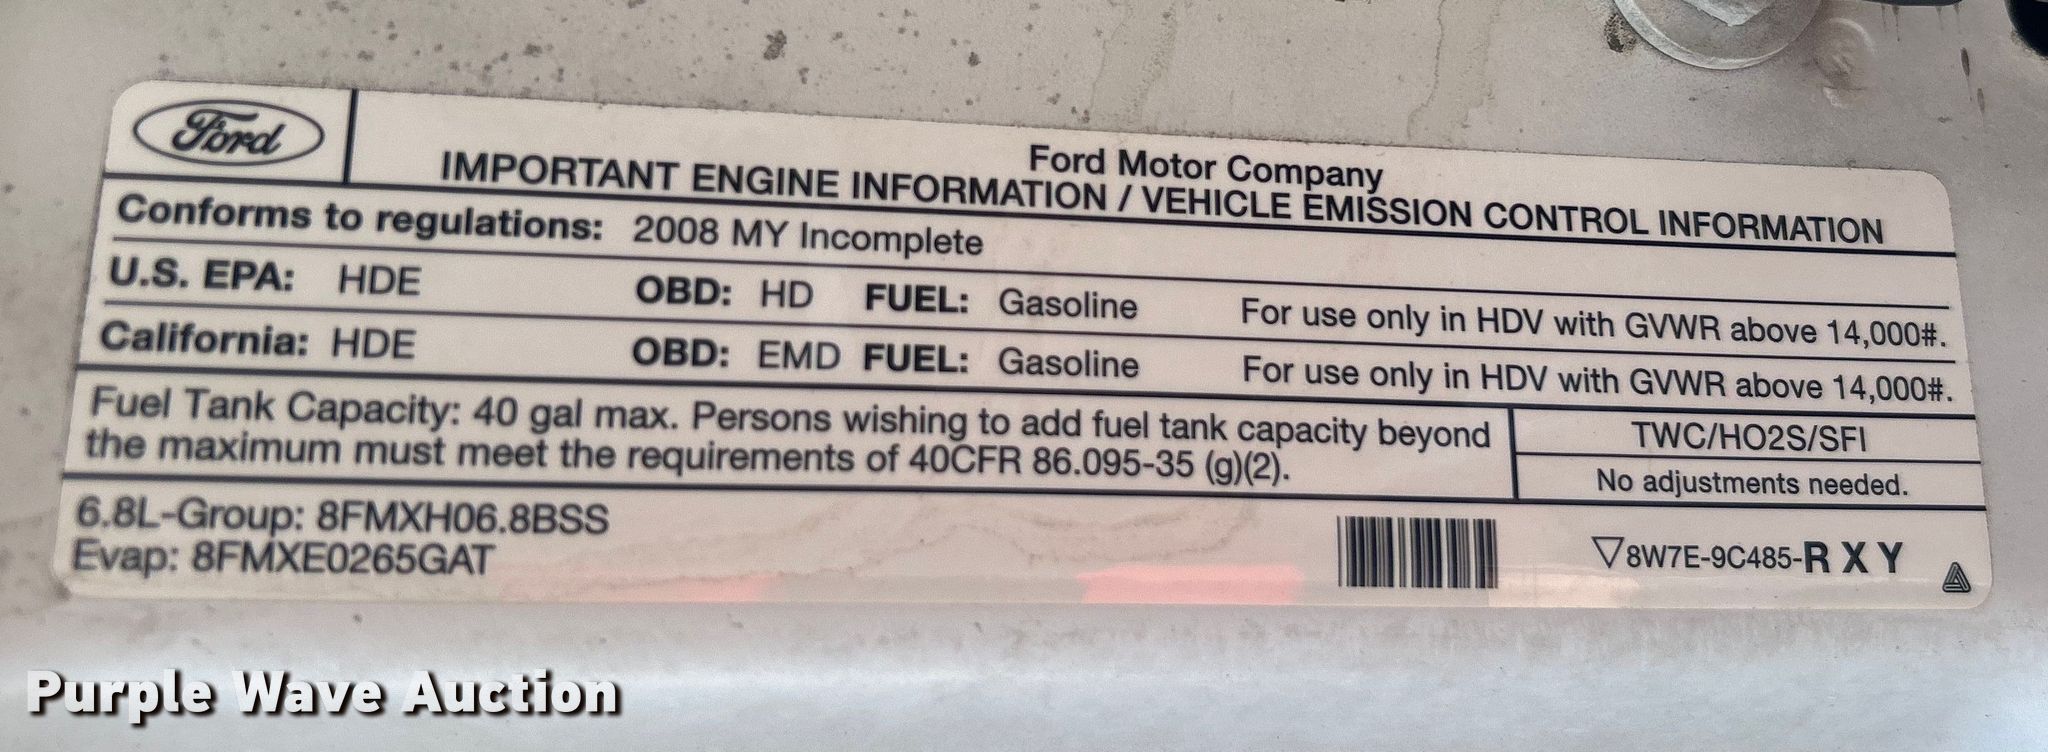 Ford
Ford Motor Company
IMPORTANT ENGINE INFORMATION / VEHICLE EMISSION CONTROL INFORMATION
Conforms to regulations: 2008 MY Incomplete
U.S. EPA: HDE OBD: HD FUEL: Gasoline For use only in HDV with GVWR above 14,000#.
California: HDE OBD: EMD FUEL: Gasoline For use only in HDV with GVWR above 14,000#.
Fuel Tank Capacity: 40 gal max. Persons wishing to add fuel tank capacity beyond
the maximum must meet the requirements of 40CFR 86.095-35 (g)(2).
TWC/HO2S/SFI
No adjustments needed.
6.8L-Group: 8FMXH06.8BSS
Evap: 8FMXE0265GAT
▽8W7E-9C485-R X Y
Purple Wave Auction